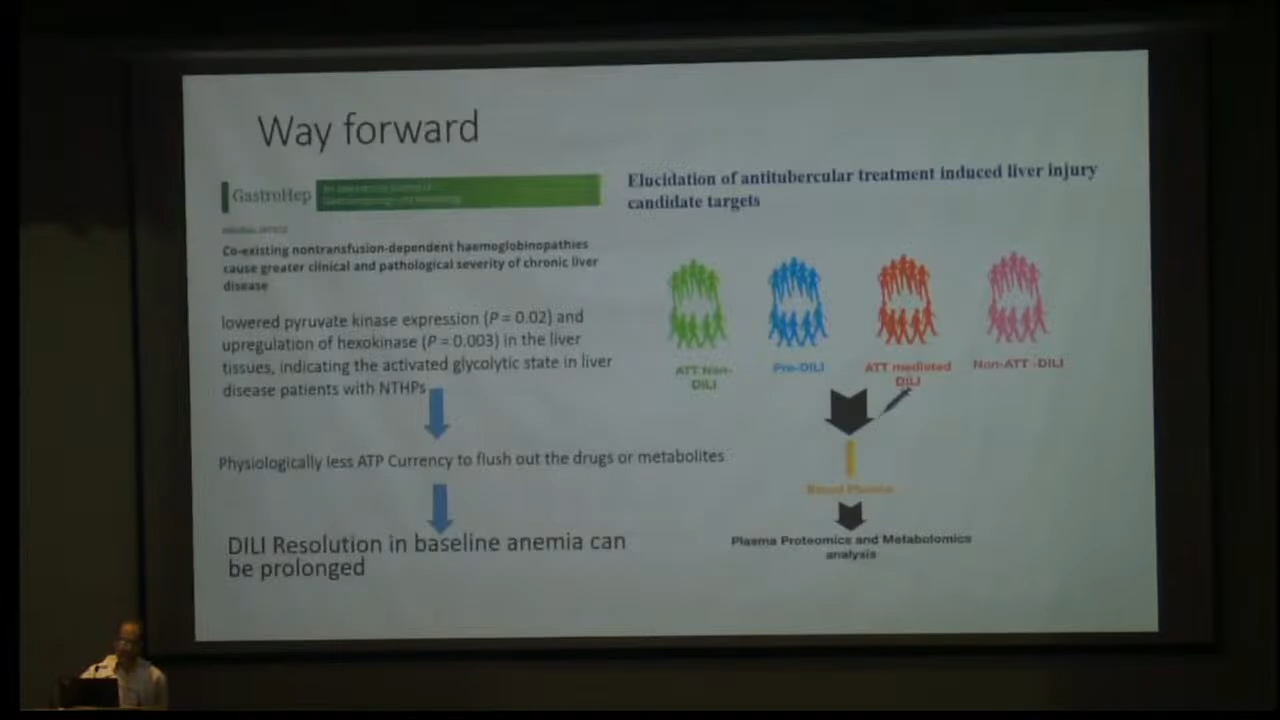 Way forward
GastroHep
Co-existing nontransfusion-dependent haemoglobinopathies
cause greater clinical and pathological severity of chronic liver
disease
lowered pyruvate kinase expression (P = 0.02) and
upregulation of hexokinase (P = 0.003) in the liver
tissues, indicating the activated glycolytic state in liver
disease patients with NTHPs
Physiologically less ATP Currency to flush out the drugs or metabolites
DILI Resolution in baseline anemia can
be prolonged
Elucidation of antitubercular treatment induced liver injury
candidate targets
ATT Non-
DILI
Pre-DILI
ATT mediated
DILI
Non-ATT -DILI
Plasma Proteomics and Metabolomics
analysis